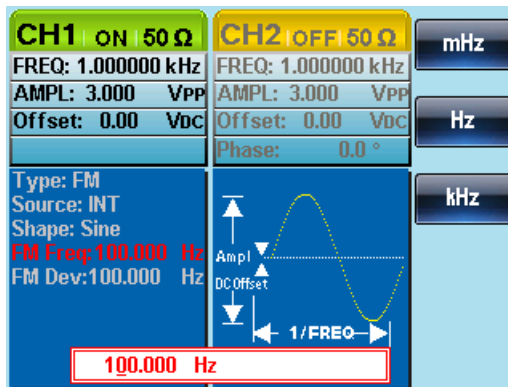 CH1 ON 50 Ω
FREQ: 1.000000 kHz
AMPL: 3.000 VPP
Offset: 0.00 VDC
CH2 OFF 50 Ω
FREQ: 1.000000 kHz
AMPL: 3.000 VPP
Offset: 0.00 VDC
Phase: 0.0 °
mHz
Hz
kHz
Type: FM
Source: INT
Shape: Sine
FM Freq:100.000 Hz
FM Dev:100.000 Hz
Ampl
DC Offset
1/FREQ
100.000 Hz